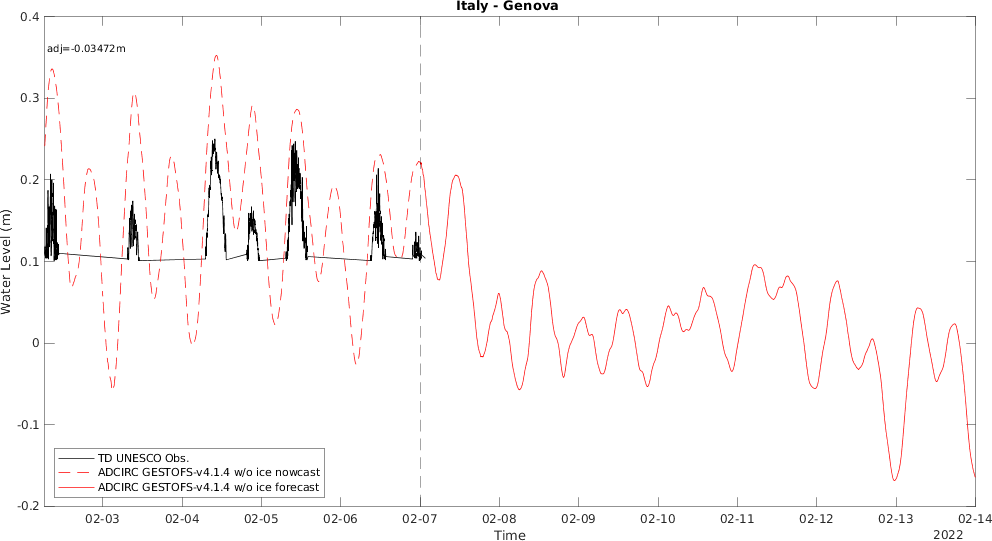 Italy - Genova
adj=-0.03472m
0.4
0.3
0.2
0.1
0
-0.1
-0.2
Water Level (m)
TD UNESCO Obs.
ADCIRC GESTOFS-v4.1.4 w/o ice nowcast
ADCIRC GESTOFS-v4.1.4 w/o ice forecast
02-03 02-04 02-05 02-06 02-07 02-08 02-09 02-10 02-11 02-12 02-13 02-14
Time
2022